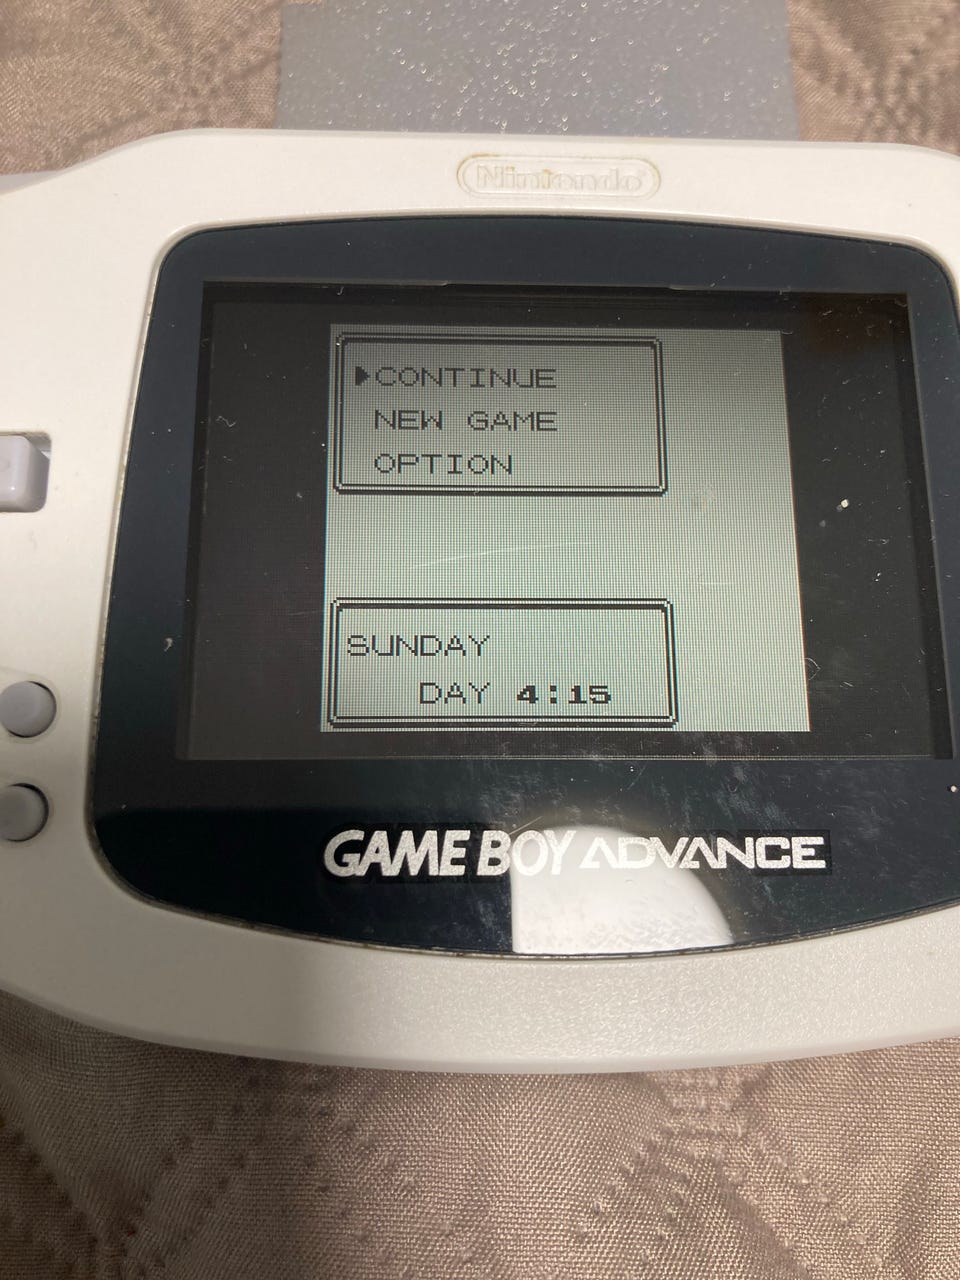 Nintendo
▶CONTINUE
NEW GAME
OPTION
SUNDAY
DAY 4:15
GAME BOY ADVANCE